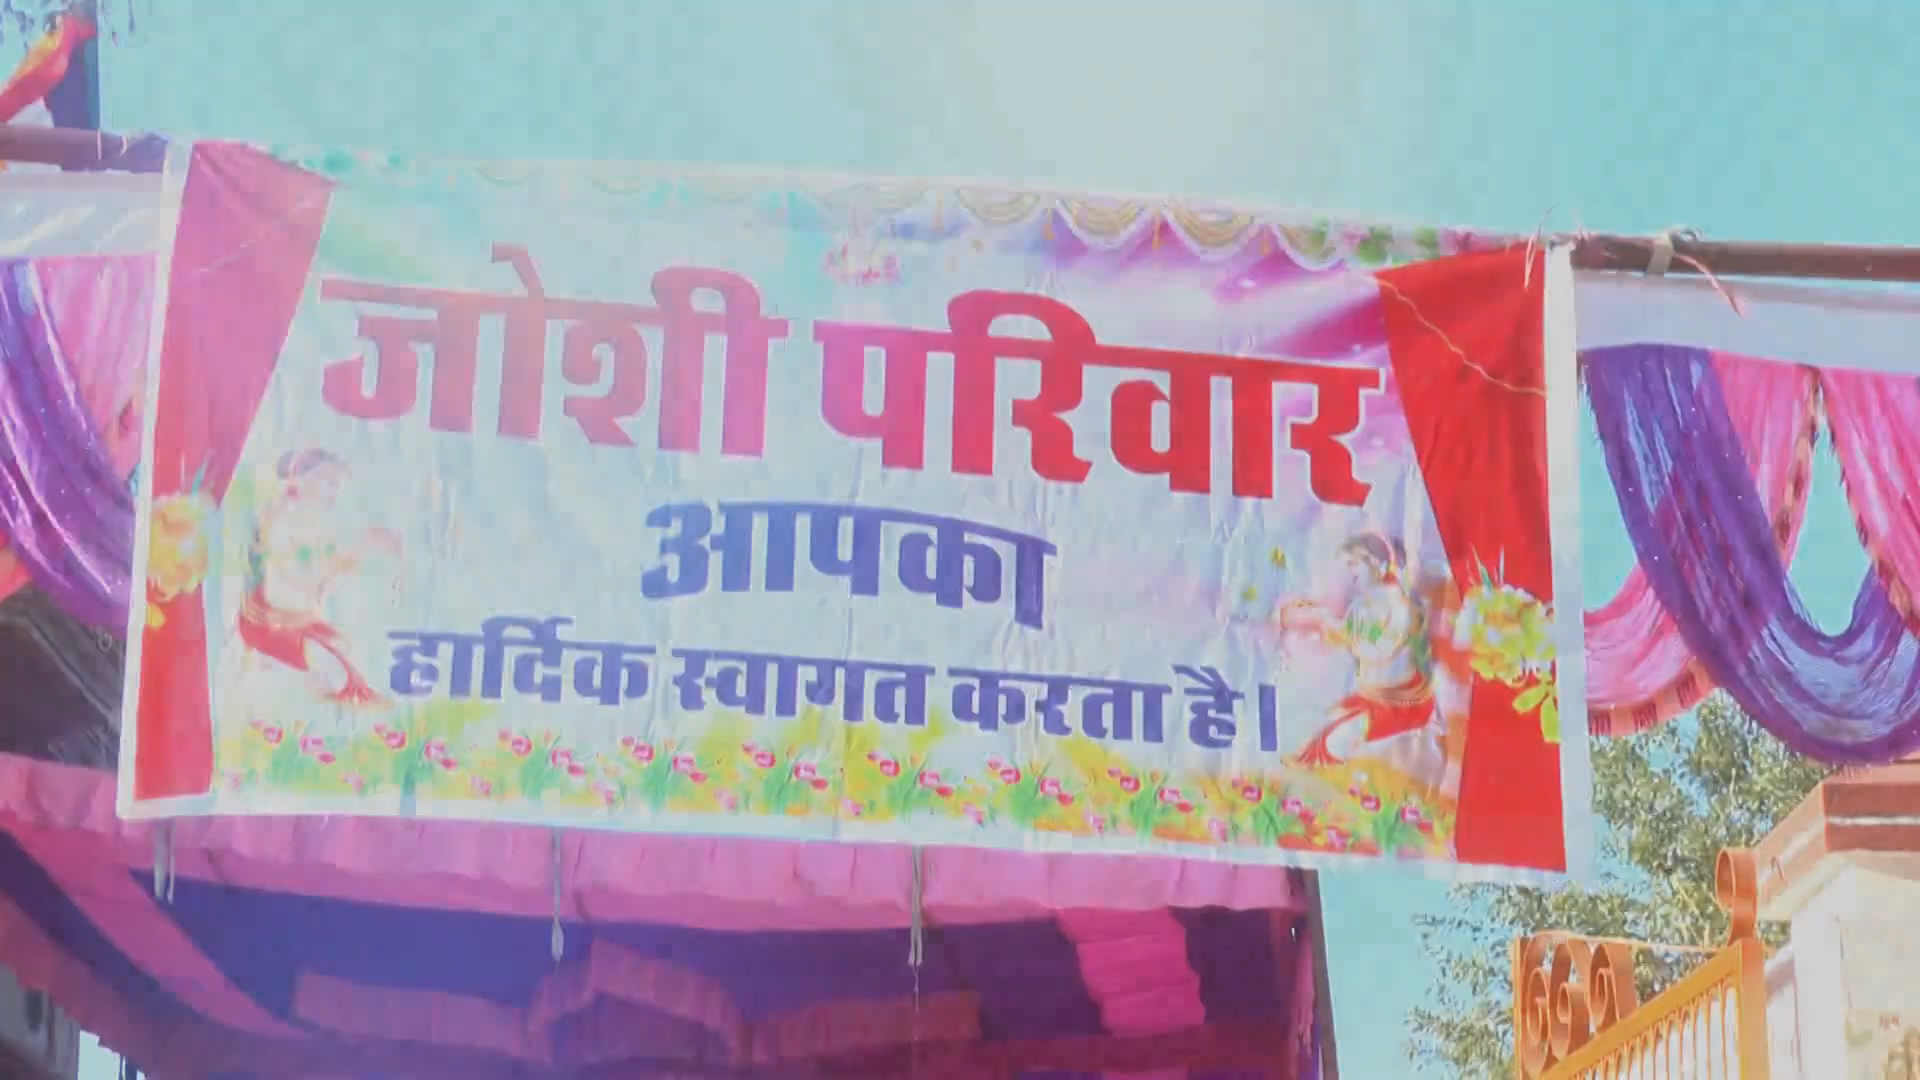 जोशी परिवार
आपका
हार्दिक स्वागत करता है।